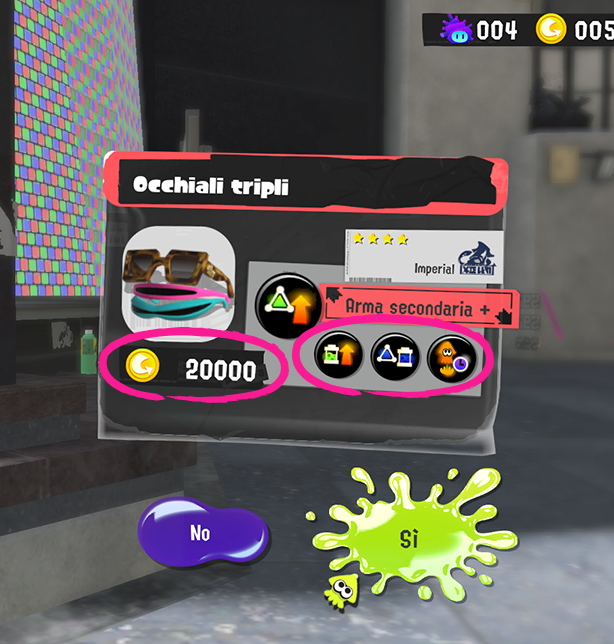 004
005
Occhiali tripli
Imperial
Arma secondaria +
20000
No
Sì